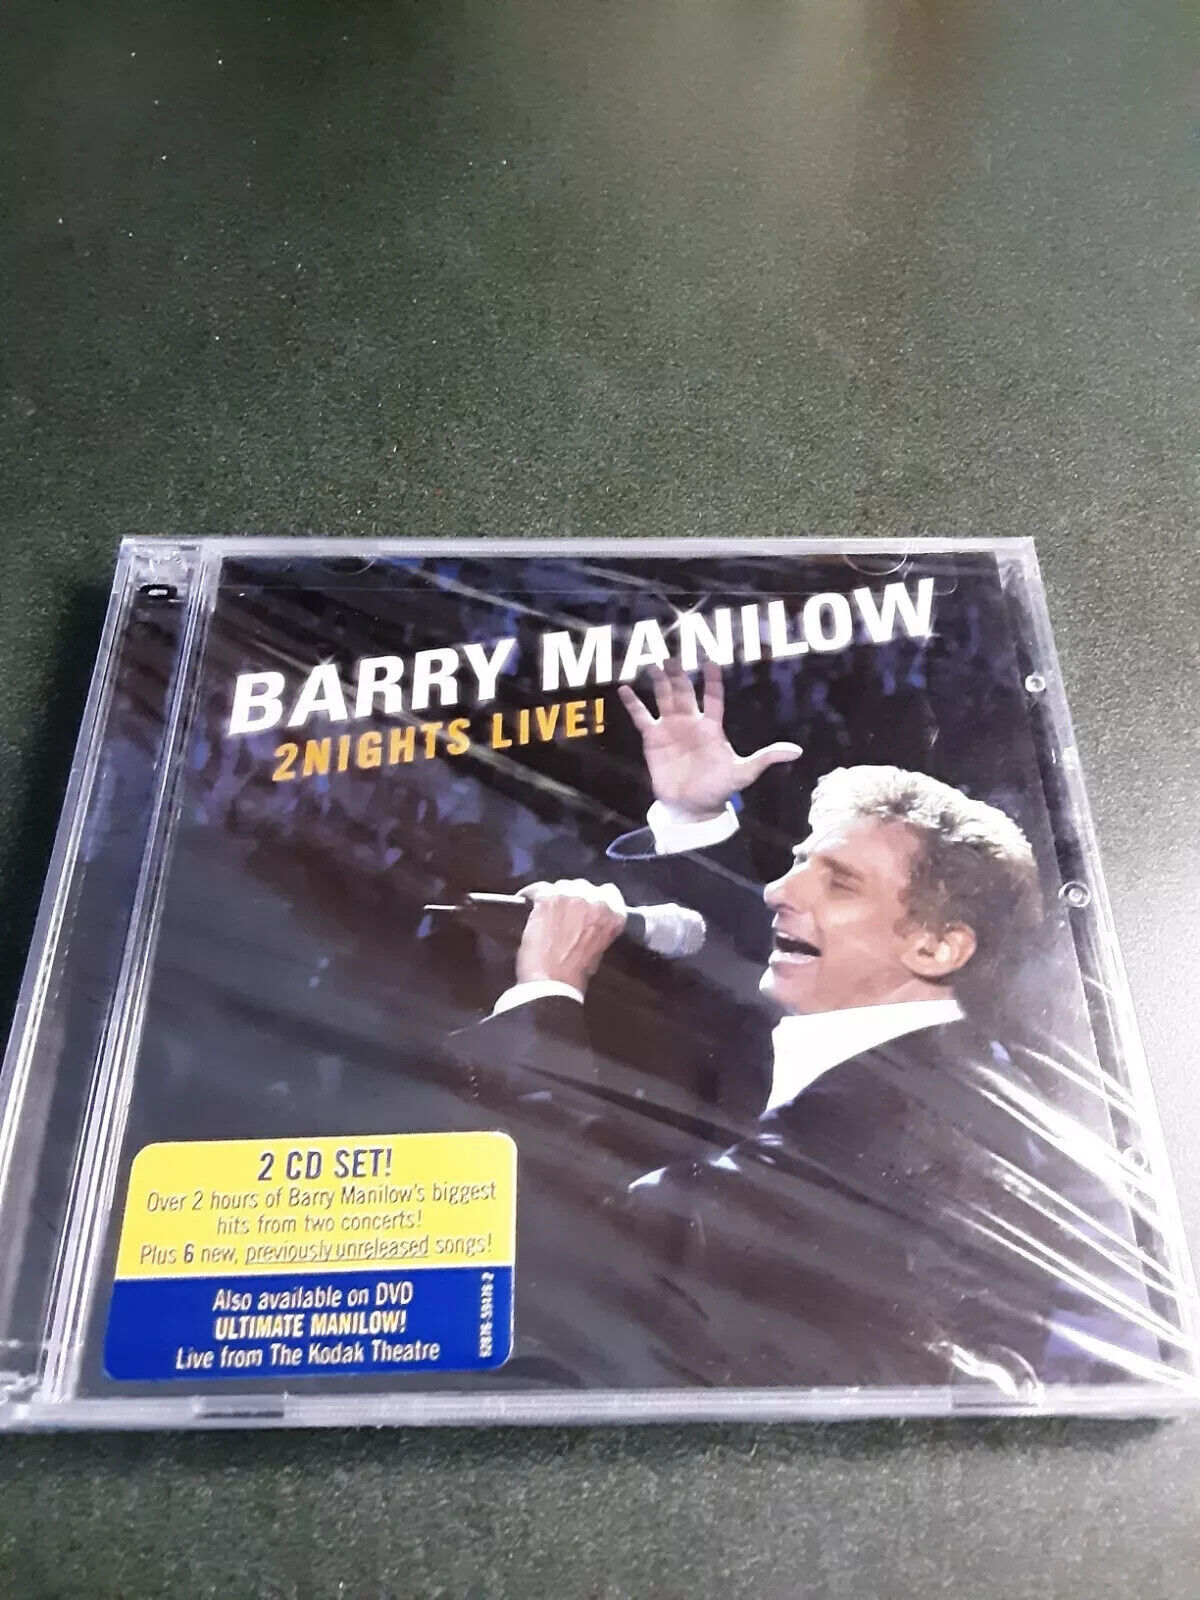 BARRY MANILOW
2NIGHTS LIVE!
2 CD SET!
Over 2 hours of Barry Manilow's biggest
hits from two concerts!
Plus 6 new, previously unreleased songs!
Also available on DVD
ULTIMATE MANILOW!
Live from The Kodak Theatre